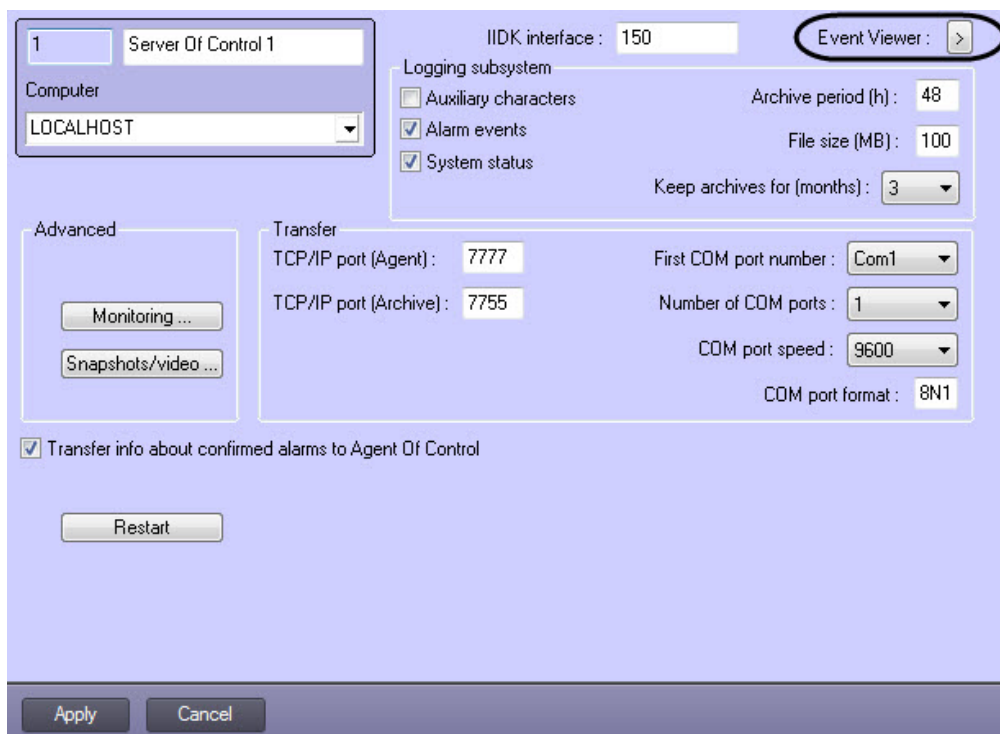 1 Server Of Control 1
Computer
LOCALHOST
IIDK interface : 150
Event Viewer : >
Logging subsystem
Auxiliary characters
Alarm events
System status
Archive period (h) : 48
File size (MB) : 100
Keep archives for (months) : 3
Advanced
Monitoring ...
Snapshots/video ...
Transfer
TCP/IP port (Agent) : 7777
TCP/IP port (Archive) : 7755
First COM port number : Com1
Number of COM ports : 1
COM port speed : 9600
COM port format : 8N1
Transfer info about confirmed alarms to Agent Of Control
Restart
Apply Cancel